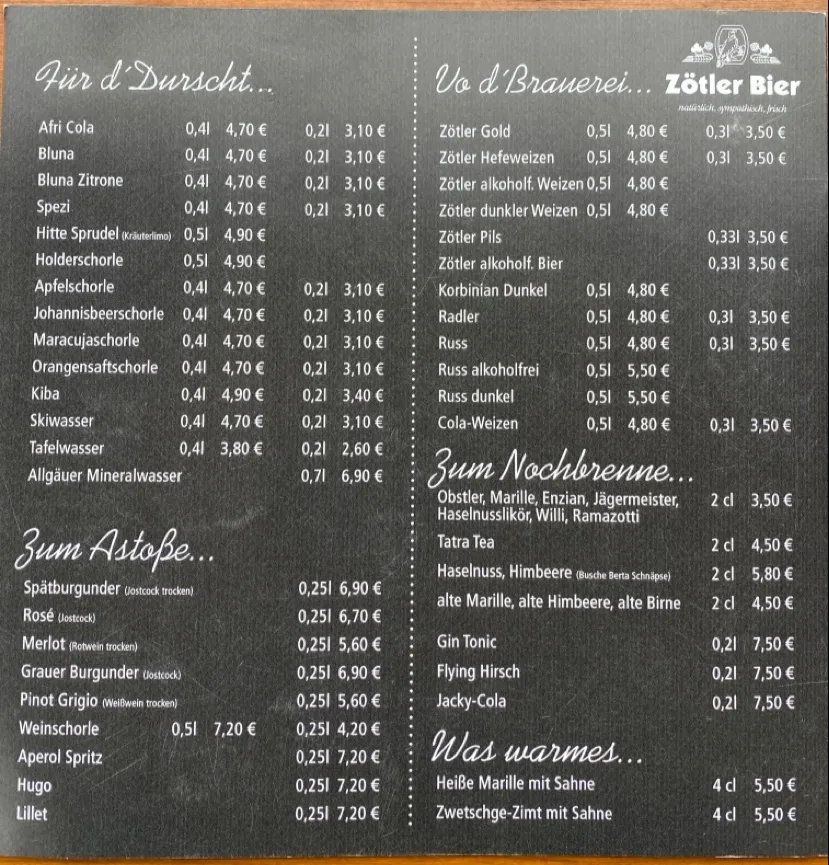 Für d´Durscht...
Afri Cola 0,4l 4,70 € 0,2l 3,10 €
Bluna 0,4l 4,70 € 0,2l 3,10 €
Bluna Zitrone 0,4l 4,70 € 0,2l 3,10 €
Spezi 0,4l 4,70 € 0,2l 3,10 €
Hitte Sprudel (Kräuterlimo) 0,5l 4,90 €
Holderschorle 0,5l 4,90 €
Apfelschorle 0,4l 4,70 € 0,2l 3,10 €
Johannisbeerschorle 0,4l 4,70 € 0,2l 3,10 €
Maracujaschorle 0,4l 4,70 € 0,2l 3,10 €
Orangensaftschorle 0,4l 4,70 € 0,2l 3,10 €
Kiba 0,4l 4,90 € 0,2l 3,40 €
Skiwasser 0,4l 4,70 € 0,2l 3,10 €
Tafelwasser 0,4l 3,80 € 0,2l 2,60 €
Allgäuer Mineralwasser 0,7l 6,90 €
Zum Astoße...
Spätburgunder (Jostcock trocken) 0,25l 6,90 €
Rosé (Jostcock) 0,25l 6,70 €
Merlot (Rotwein trocken) 0,25l 5,60 €
Grauer Burgunder (Jostcock) 0,25l 6,90 €
Pinot Grigio (Weißwein trocken) 0,25l 5,60 €
Weinschorle 0,5l 7,20 € 0,25l 4,20 €
Aperol Spritz 0,25l 7,20 €
Hugo 0,25l 7,20 €
Lillet 0,25l 7,20 €
Vo d´Brauerei...
Zötler Bier
natürlich, sympathisch, frisch
Zötler Gold 0,5l 4,80 € 0,3l 3,50 €
Zötler Hefeweizen 0,5l 4,80 € 0,3l 3,50 €
Zötler alkoholf. Weizen 0,5l 4,80 €
Zötler dunkler Weizen 0,5l 4,80 €
Zötler Pils 0,33l 3,50 €
Zötler alkoholf. Bier 0,33l 3,50 €
Korbinian Dunkel 0,5l 4,80 €
Radler 0,5l 4,80 € 0,3l 3,50 €
Russ 0,5l 4,80 € 0,3l 3,50 €
Russ alkoholfrei 0,5l 5,50 €
Russ dunkel 0,5l 5,50 €
Cola-Weizen 0,5l 4,80 € 0,3l 3,50 €
Zum Nochbrenne...
Obstler, Marille, Enzian, Jägermeister, 2 cl 3,50 €
Haselnusslikör, Willi, Ramazotti
Tatra Tea 2 cl 4,50 €
Haselnuss, Himbeere (Busche Berta Schnäpse) 2 cl 5,80 €
alte Marille, alte Himbeere, alte Birne 2 cl 4,50 €
Gin Tonic 0,2l 7,50 €
Flying Hirsch 0,2l 7,50 €
Jacky-Cola 0,2l 7,50 €
Was warmes...
Heiße Marille mit Sahne 4 cl 5,50 €
Zwetschge-Zimt mit Sahne 4 cl 5,50 €